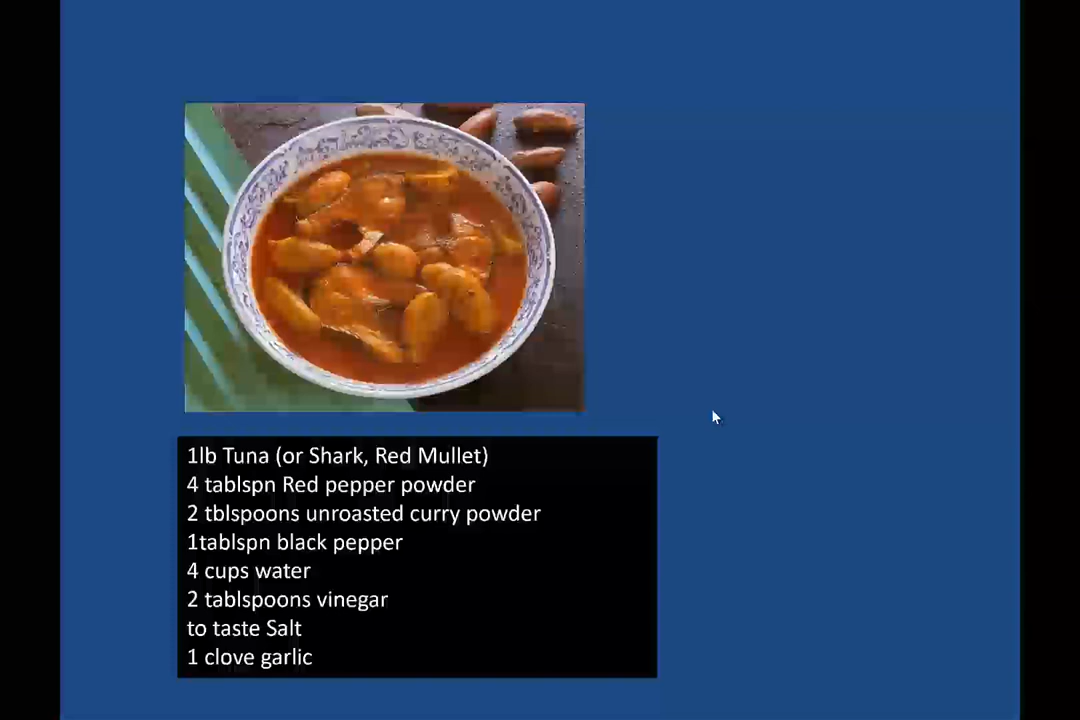 1lb Tuna (or Shark, Red Mullet)
4 tablspn Red pepper powder
2 tblspoons unroasted curry powder
1tablspn black pepper
4 cups water
2 tablspoons vinegar
to taste Salt
1 clove garlic